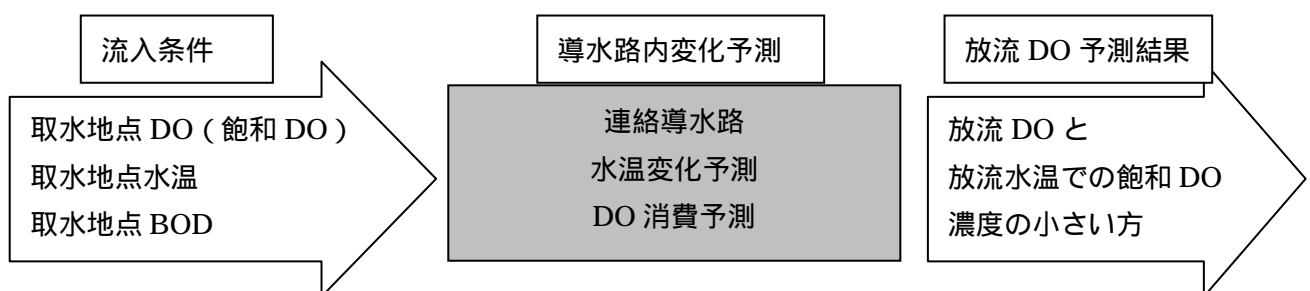 流入条件
取水地点 DO（飽和 DO）
取水地点水温
取水地点 BOD
導水路内変化予測
連絡導水路
水温変化予測
DO 消費予測
放流 DO 予測結果
放流 DO と
放流水温での飽和 DO
濃度の小さい方